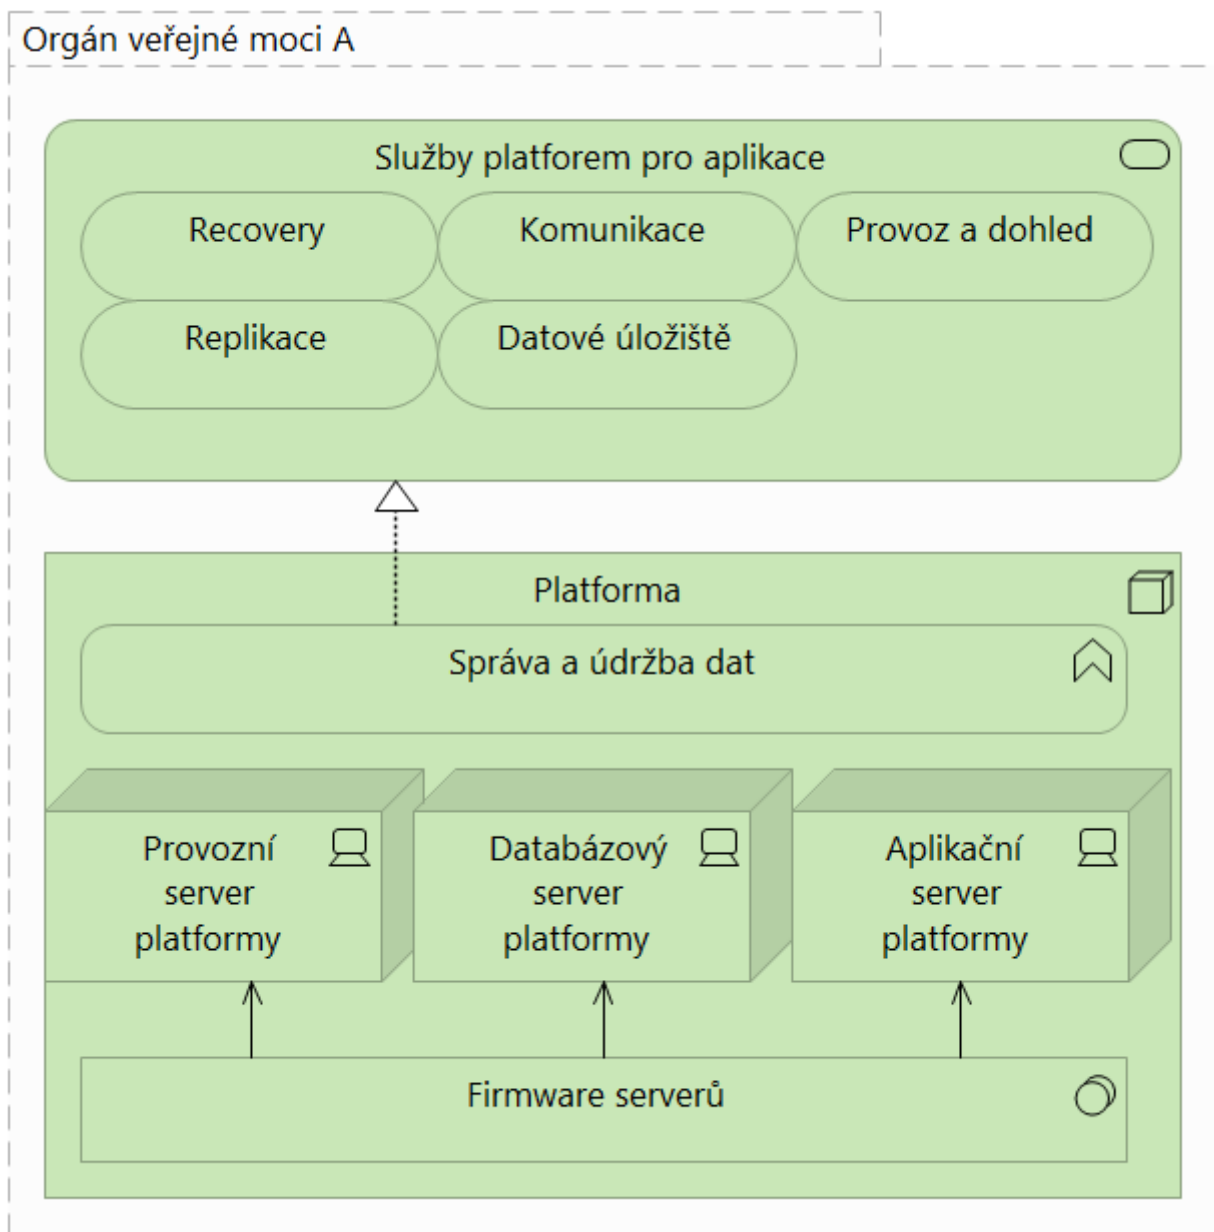 Orgán veřejné moci A
Služby platforem pro aplikace
Recovery
Komunikace
Provoz a dohled
Replikace
Datové úložiště
Platforma
Správa a údržba dat
Provozní
server
platformy
Databázový
server
platformy
Aplikační
server
platformy
Firmware serverů